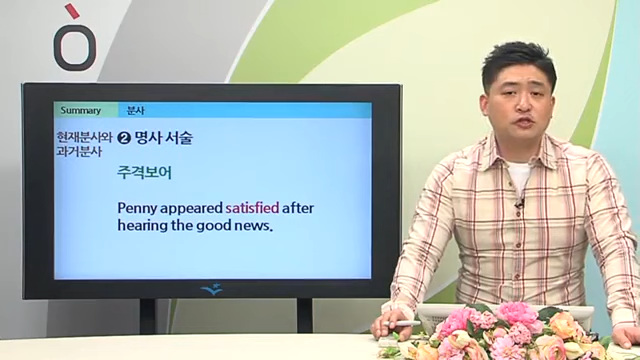 Summary 분사
현재분사와
과거분사
❷ 명사 서술
주격보어
Penny appeared satisfied after
hearing the good news.